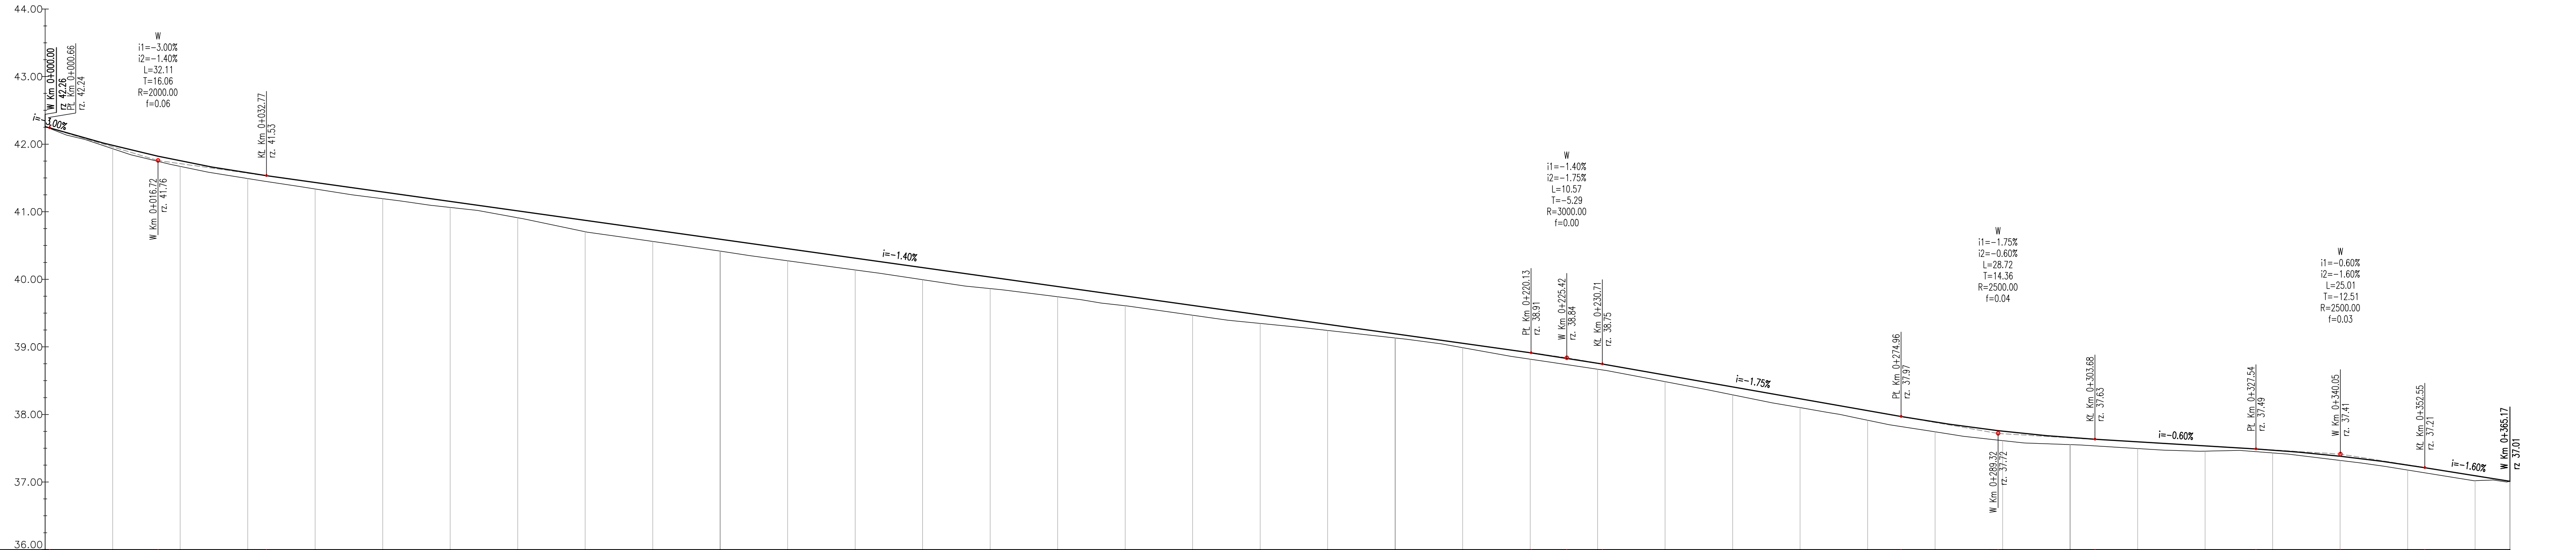 44.00
43.00
42.00
41.00
40.00
39.00
38.00
37.00
36.00
W Km 0+000.00
rz 42.26
PŁ Km 0+000.66
rz. 42.24
3.00%
W
i1=-3.00%
i2=-1.40%
L=32.11
T=16.06
R=2000.00
f=0.06
W Km 0+016.72
rz. 41.76
KŁ Km 0+032.77
rz. 41.53
i=-1.40%
PŁ Km 0+220.13
rz. 38.91
W
i1=-1.40%
i2=-1.75%
L=10.57
T=-5.29
R=3000.00
f=0.00
W Km 0+225.42
rz. 38.84
KŁ Km 0+230.71
rz. 38.75
i=-1.75%
PŁ Km 0+274.96
rz. 37.97
W
i1=-1.75%
i2=-0.60%
L=28.72
T=14.36
R=2500.00
f=0.04
W Km 0+289.32
rz. 37.72
KŁ Km 0+303.68
rz. 37.63
i=-0.60%
PŁ Km 0+327.54
rz. 37.49
W
i1=-0.60%
i2=-1.60%
L=25.01
T=-12.51
R=2500.00
f=0.03
W Km 0+340.05
rz. 37.41
KŁ Km 0+352.55
rz. 37.21
i=-1.60%
W Km 0+365.17
rz 37.01